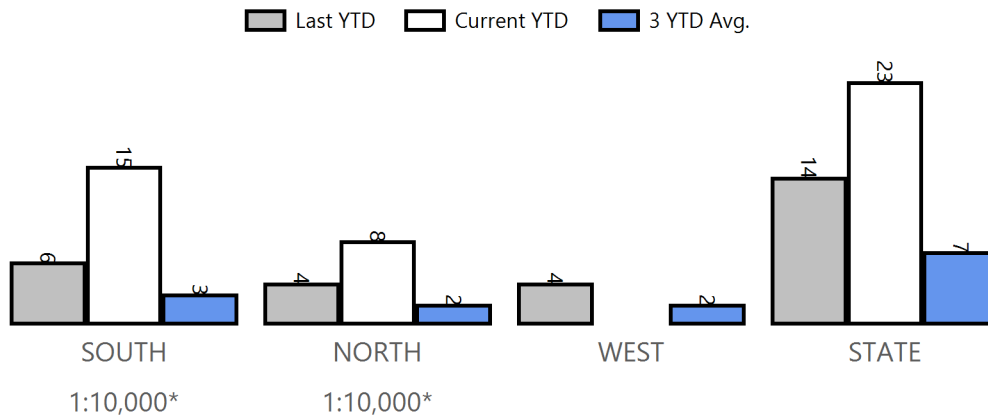 Last YTD Current YTD 3 YTD Avg.
6 15 3 4 8 2 4 2 14 23 7
SOUTH NORTH WEST STATE
1:10,000* 1:10,000*